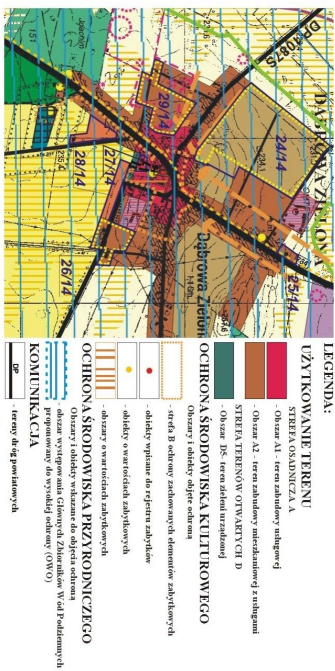 DP 1087S
DĄBROWA ZIELONA
24/14
25/14
29/14
27/14
28/14
26/14
Dąbrowa Zielon
LEGENDA:
UŻYTKOWANIE TERENU
STREFA OSADNICZA A
- Obszar A1 - teren zabudowy usługowej
- Obszar A2 - teren zabudowy mieszkaniowej z usługami
STREFA TERENÓW OTWARTYCH D
- Obszar D5 - teren zieleni urządzonej
OCHRONA ŚRODOWISKA KULTUROWEGO
Obszary i obiekty objęte ochroną
- strefa B ochrony zachowanych elementów zabytkowych
- obiekty wpisane do rejestru zabytków
- obiekty o wartościach zabytkowych
- obszary o wartościach zabytkowych
OCHRONA ŚRODOWISKA PRZYRODNICZEGO
Obszary i obiekty wskazane do objęcia ochroną
- obszar występowania Głównych Zbiorników Wód Podziemnych
proponowany do wysokiej ochrony (OWO)
KOMUNIKACJA
DP
- tereny dróg powiatowych